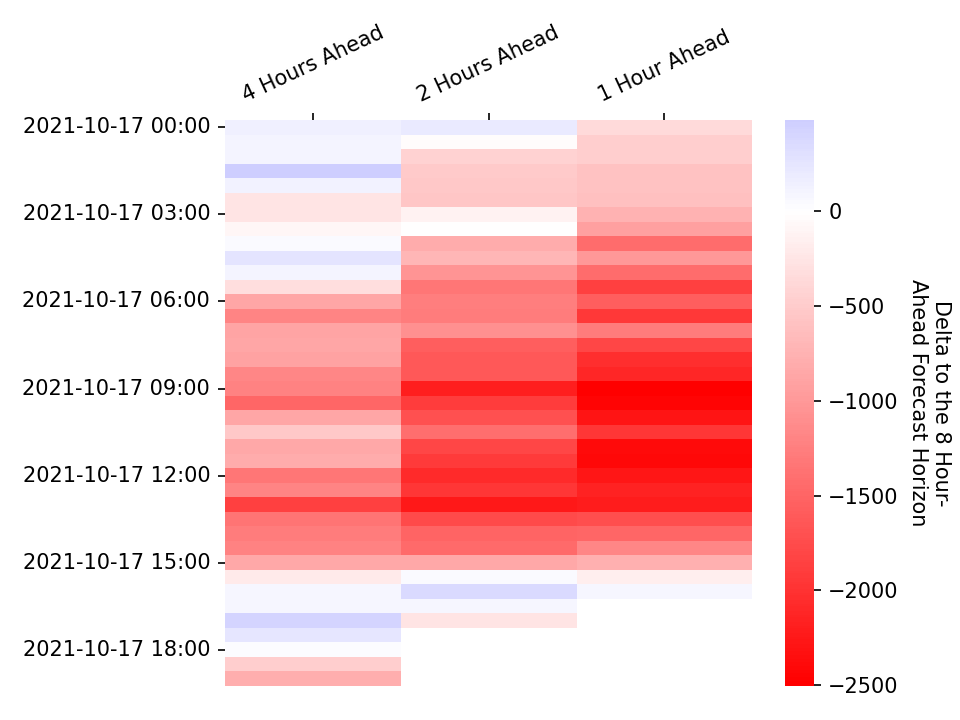 4 Hours Ahead
2 Hours Ahead
1 Hour Ahead
2021-10-17 00:00
2021-10-17 03:00
2021-10-17 06:00
2021-10-17 09:00
2021-10-17 12:00
2021-10-17 15:00
2021-10-17 18:00
0
−500
−1000
−1500
−2000
−2500
Delta to the 8 Hour-
Ahead Forecast Horizon